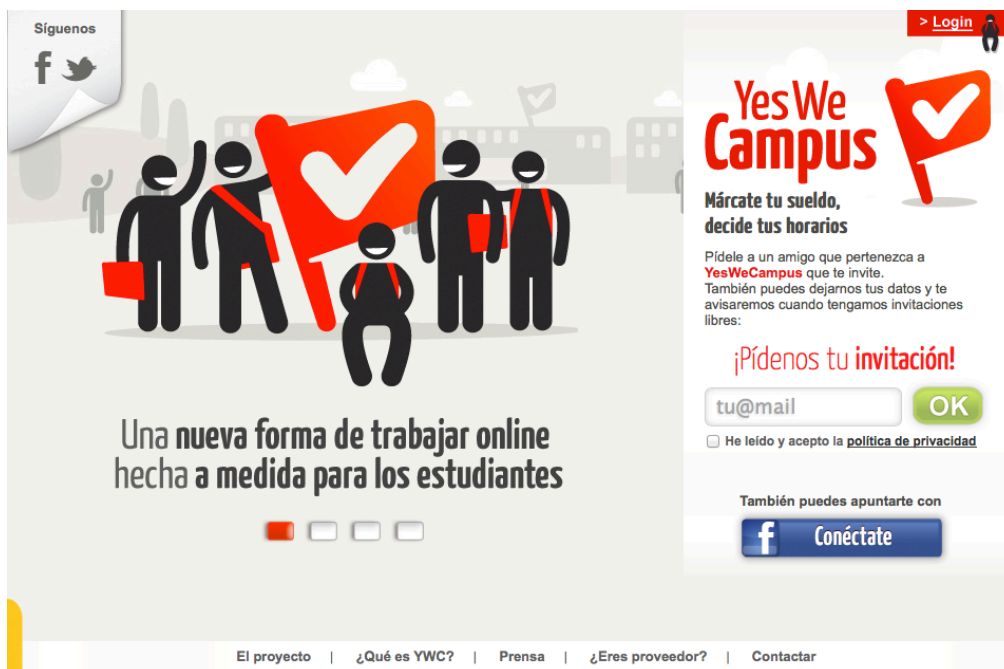 Síguenos
> Login
Yes We
Campus
Márcate tu sueldo,
decide tus horarios
Pídele a un amigo que pertenezca a
YesWeCampus que te invite.
También puedes dejarnos tus datos y te
avisaremos cuando tengamos invitaciones
libres:
¡Pídenos tu invitación!
tu@mail
OK
He leído y acepto la política de privacidad
También puedes apuntarte con
f Conéctate
Una nueva forma de trabajar online
hecha a medida para los estudiantes
El proyecto | ¿Qué es YWC? | Prensa | ¿Eres proveedor? | Contactar